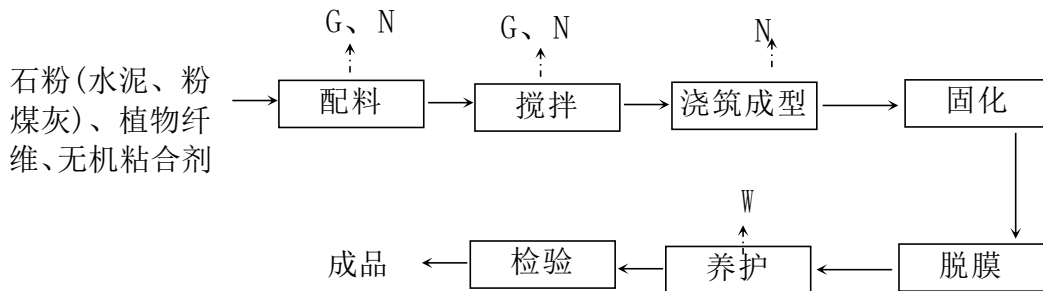 G、N
G、N
N
石粉(水泥、粉
煤灰)、植物纤
维、无机粘合剂
配料
搅拌
浇筑成型
固化
W
成品
检验
养护
脱膜